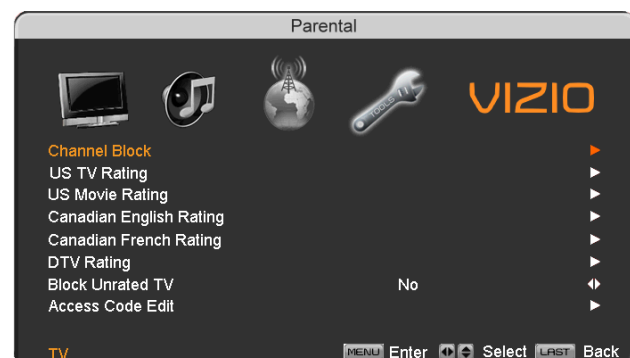 Parental
TOOLS
VIZIO
Channel Block
US TV Rating
US Movie Rating
Canadian English Rating
Canadian French Rating
DTV Rating
Block Unrated TV No
Access Code Edit
TV MENU Enter Select LAST Back